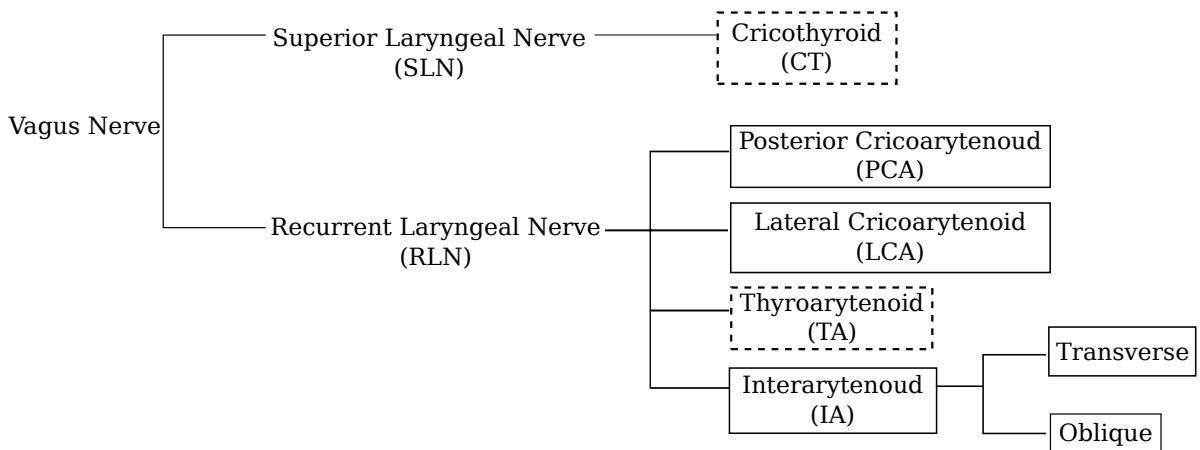 Vagus Nerve
Superior Laryngeal Nerve
(SLN)
Cricothyroid
(CT)
Recurrent Laryngeal Nerve
(RLN)
Posterior Cricoarytenoud
(PCA)
Lateral Cricoarytenoid
(LCA)
Thyroarytenoid
(TA)
Interarytenoud
(IA)
Transverse
Oblique